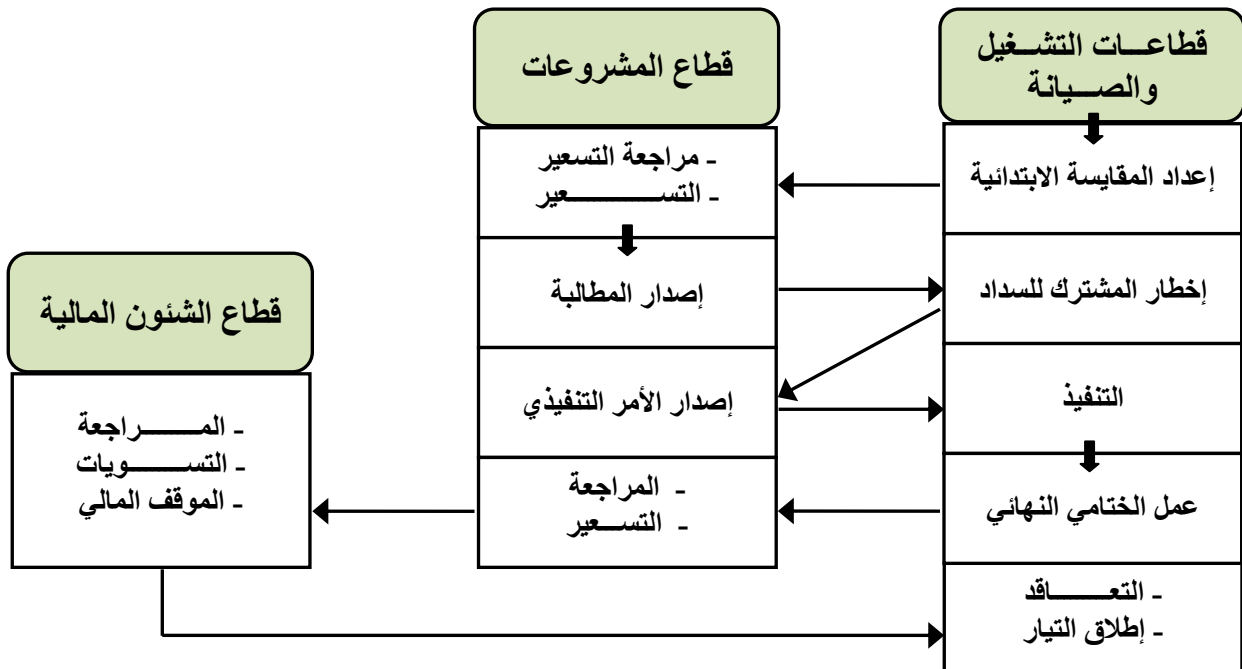 قطاعات التشغيل
والصيانة
إعداد المقايسة الابتدائية
إخطار المشترك للسداد
التنفيذ
عمل الختامي النهائي
- التعاقد
- إطلاق التيار
قطاع المشروعات
- مراجعة التسعير
- التسعير
إصدار المطالبة
إصدار الأمر التنفيذي
- المراجعة
- التسعير
قطاع الشئون المالية
- المراجعة
- التسويات
- الموقف المالي